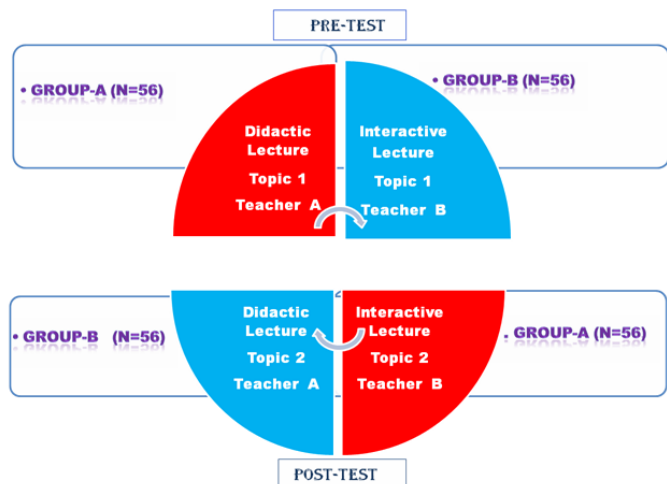 PRE-TEST
• GROUP-A (N=56)
• GROUP-B (N=56)
Didactic
Lecture
Topic 1
Teacher A
Interactive
Lecture
Topic 1
Teacher B
• GROUP-B (N=56)
Didactic
Lecture
Topic 2
Teacher A
Interactive
Lecture
Topic 2
Teacher B
. GROUP-A (N=56)
POST-TEST